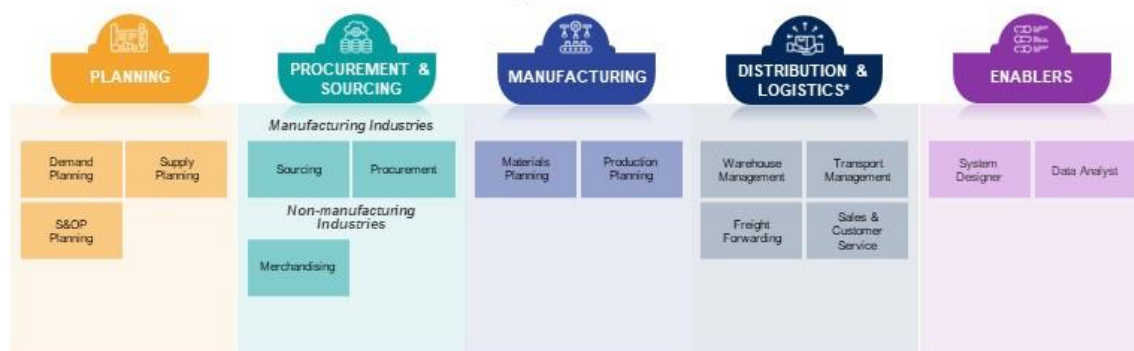 PLANNING
PROCUREMENT &
SOURCING
MANUFACTURING
DISTRIBUTION &
LOGISTICS*
ENABLERS
Manufacturing Industries
Demand
Planning
Supply
Planning
S&OP
Planning
Sourcing
Procurement
Non-manufacturing
Industries
Merchandising
Materials
Planning
Production
Planning
Warehouse
Management
Transport
Management
Freight
Forwarding
Sales &
Customer
Service
System
Designer
Data Analyst